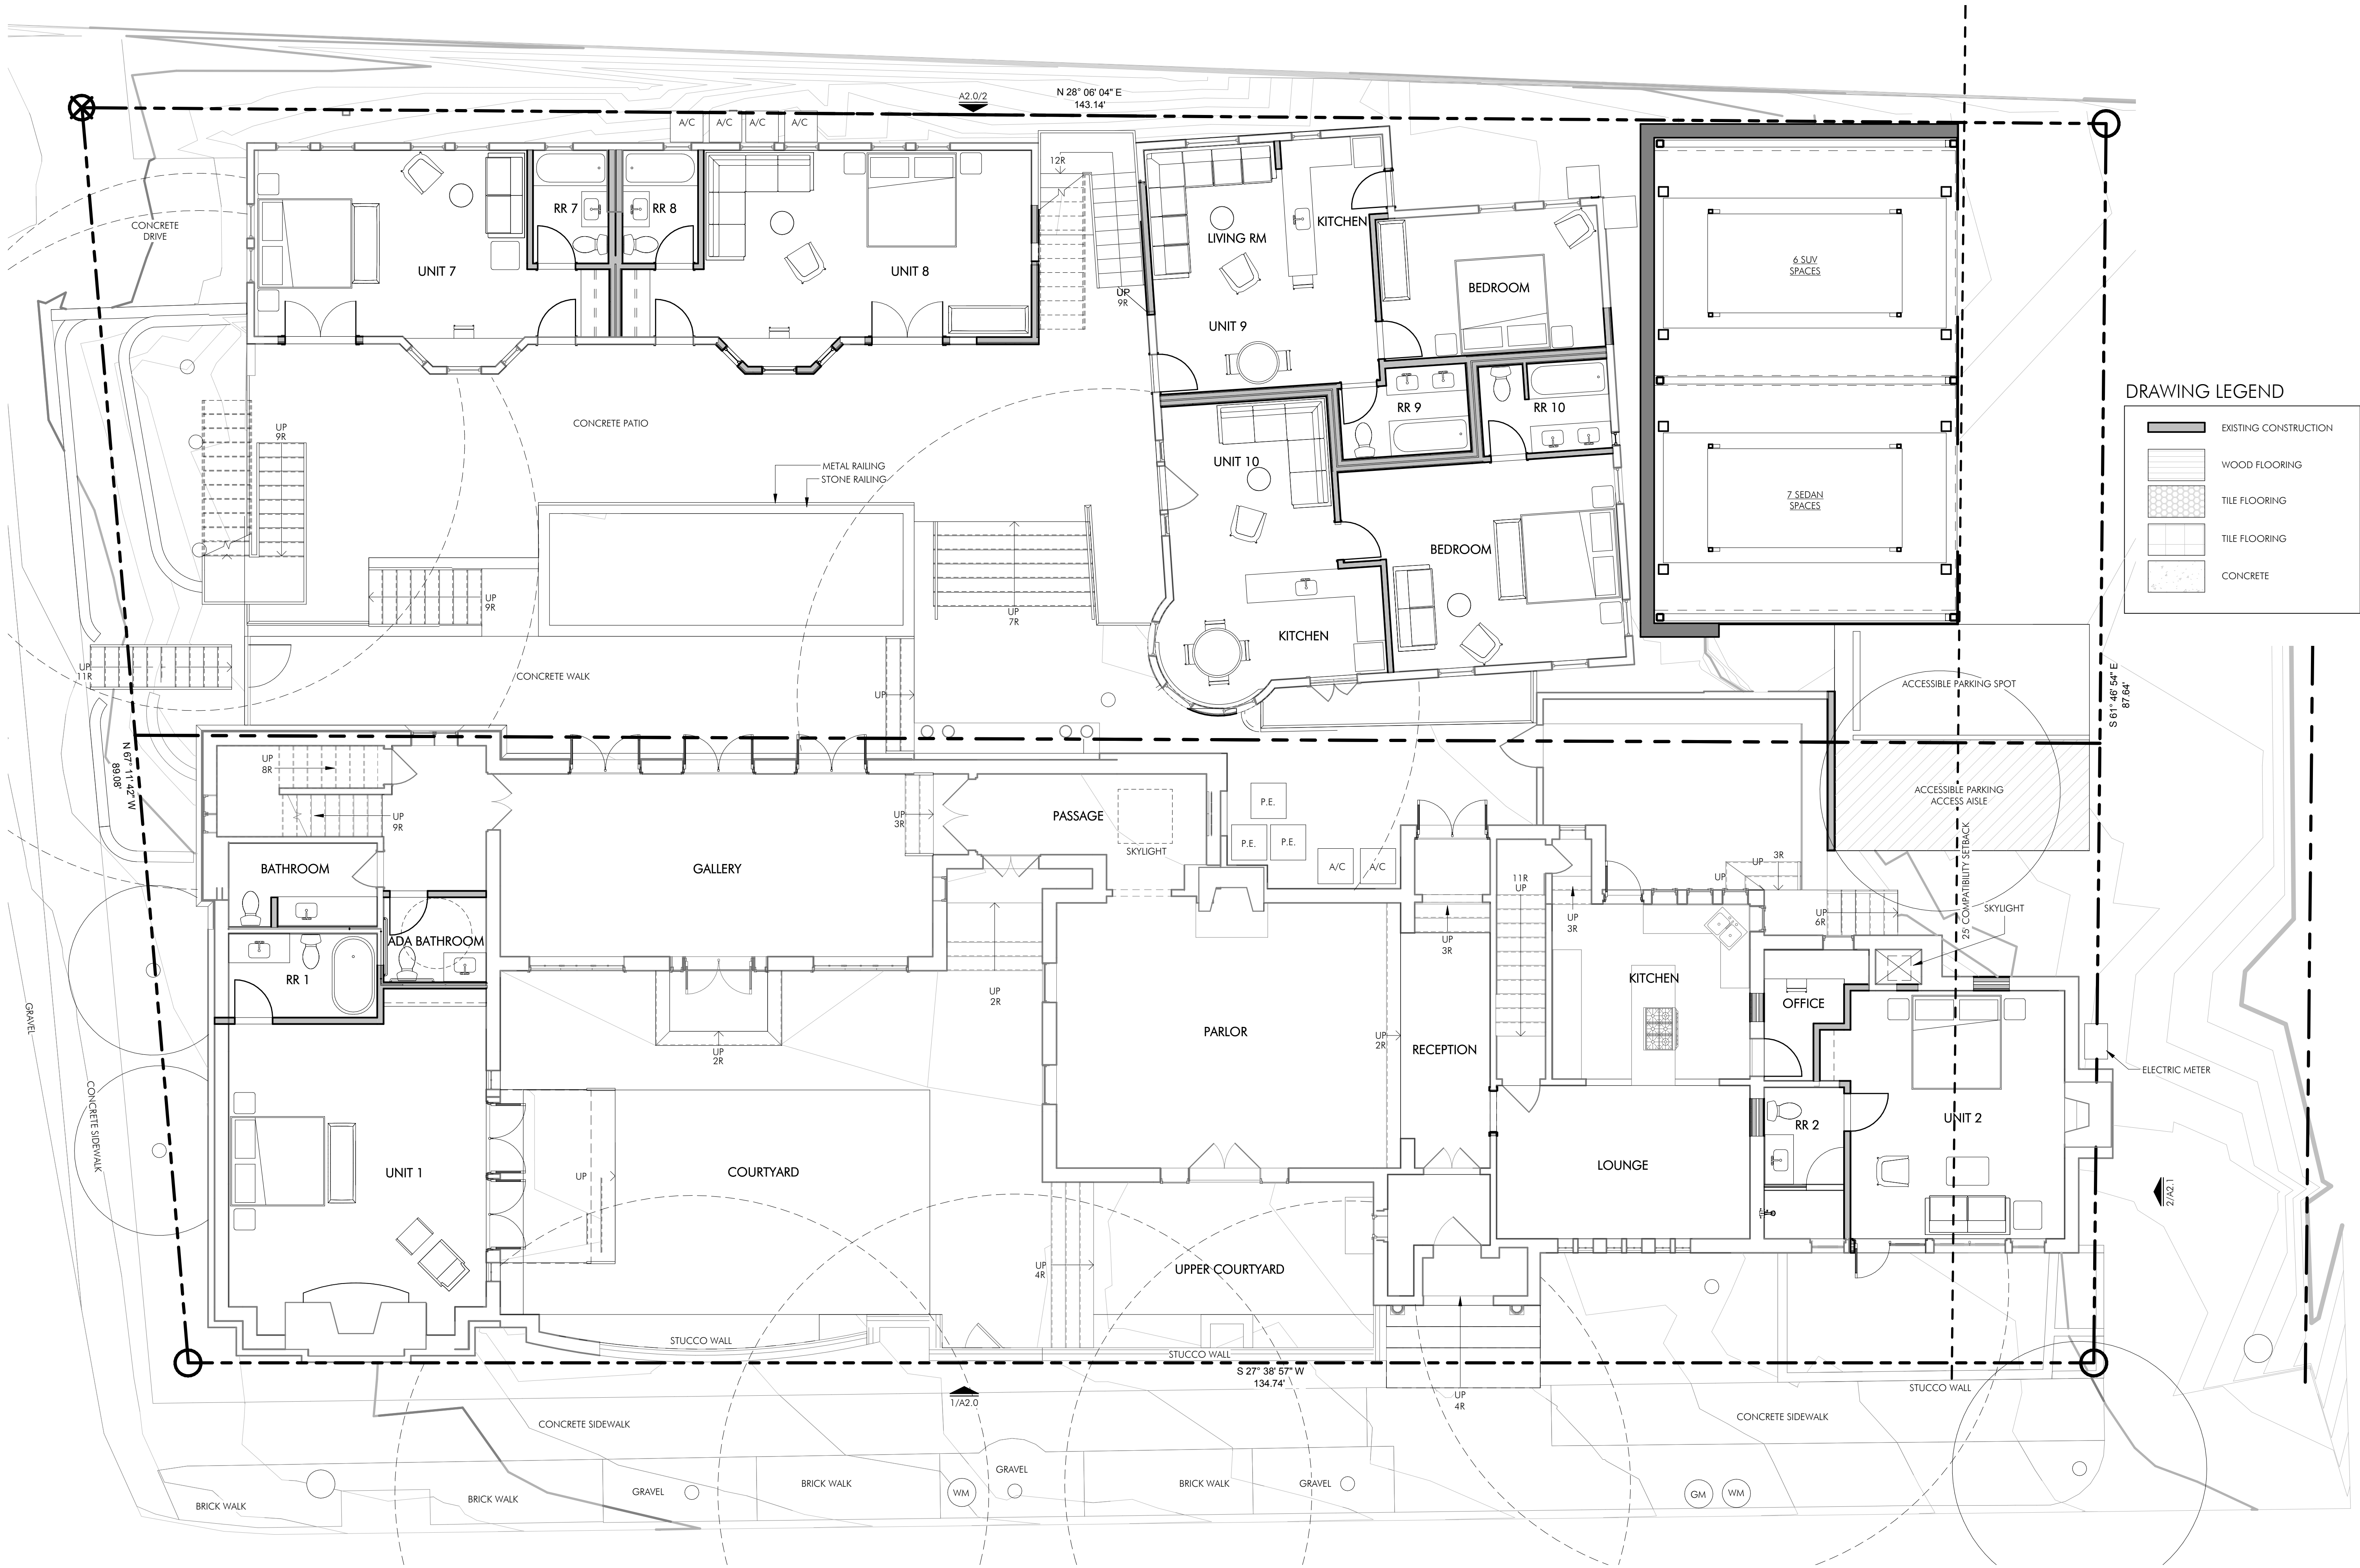 A2.0/2
N 28° 06' 04" E
143.14'
A/C
A/C
A/C
A/C
12R
CONCRETE
DRIVE
RR 7
RR 8
UNIT 7
UNIT 8
UP
9R
LIVING RM
KITCHEN
UNIT 9
BEDROOM
6 SUV
SPACES
DRAWING LEGEND
EXISTING CONSTRUCTION
WOOD FLOORING
TILE FLOORING
TILE FLOORING
CONCRETE
UP
9R
CONCRETE PATIO
METAL RAILING
STONE RAILING
RR 9
RR 10
UNIT 10
7 SEDAN
SPACES
BEDROOM
UP
9R
UP
7R
KITCHEN
UP
11R
CONCRETE WALK
UP
ACCESSIBLE PARKING SPOT
S 61° 46' 54" E
87.64'
N 67° 11' 42" W
89.08'
UP
8R
UP
9R
UP
3R
PASSAGE
SKYLIGHT
P.E.
P.E.
P.E.
A/C
A/C
ACCESSIBLE PARKING
ACCESS AISLE
25' COMPATIBILITY SETBACK
BATHROOM
GALLERY
11R
UP
UP
3R
UP
3R
UP
UP
6R
SKYLIGHT
ADA BATHROOM
RR 1
UP
3R
UP
2R
KITCHEN
OFFICE
GRAVEL
UP
2R
PARLOR
UP
2R
RECEPTION
ELECTRIC METER
CONCRETE SIDEWALK
UNIT 1
UP
COURTYARD
LOUNGE
RR 2
UNIT 2
2/A2.1
UP
4R
UPPER COURTYARD
STUCCO WALL
STUCCO WALL
S 27° 38' 57" W
134.74'
1/A2.0
UP
4R
STUCCO WALL
CONCRETE SIDEWALK
CONCRETE SIDEWALK
BRICK WALK
BRICK WALK
GRAVEL
BRICK WALK
WM
GRAVEL
BRICK WALK
GRAVEL
GM
WM